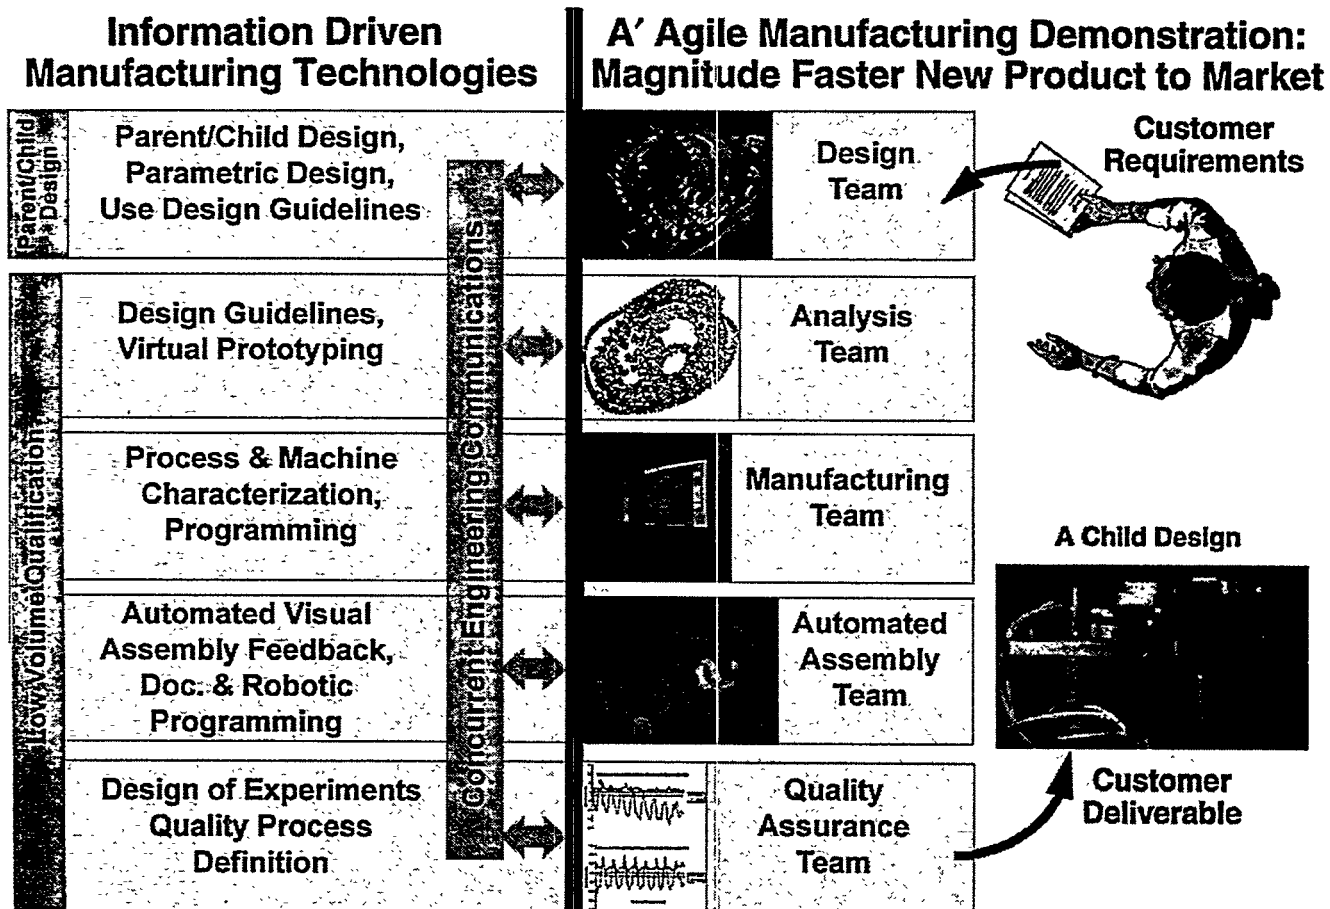 Information Driven
Manufacturing Technologies
A′ Agile Manufacturing Demonstration:
Magnitude Faster New Product to Market
Parent/Child
Design
Parent/Child Design,
Parametric Design,
Use Design Guidelines
Design
Team
Customer
Requirements
Low Volume Qualification
Design Guidelines,
Virtual Prototyping
Concurrent Engineering Communications
Analysis
Team
Process & Machine
Characterization,
Programming
Manufacturing
Team
A Child Design
Automated Visual
Assembly Feedback,
Doc. & Robotic
Programming
Automated
Assembly
Team
Design of Experiments
Quality Process
Definition
Quality
Assurance
Team
Customer
Deliverable